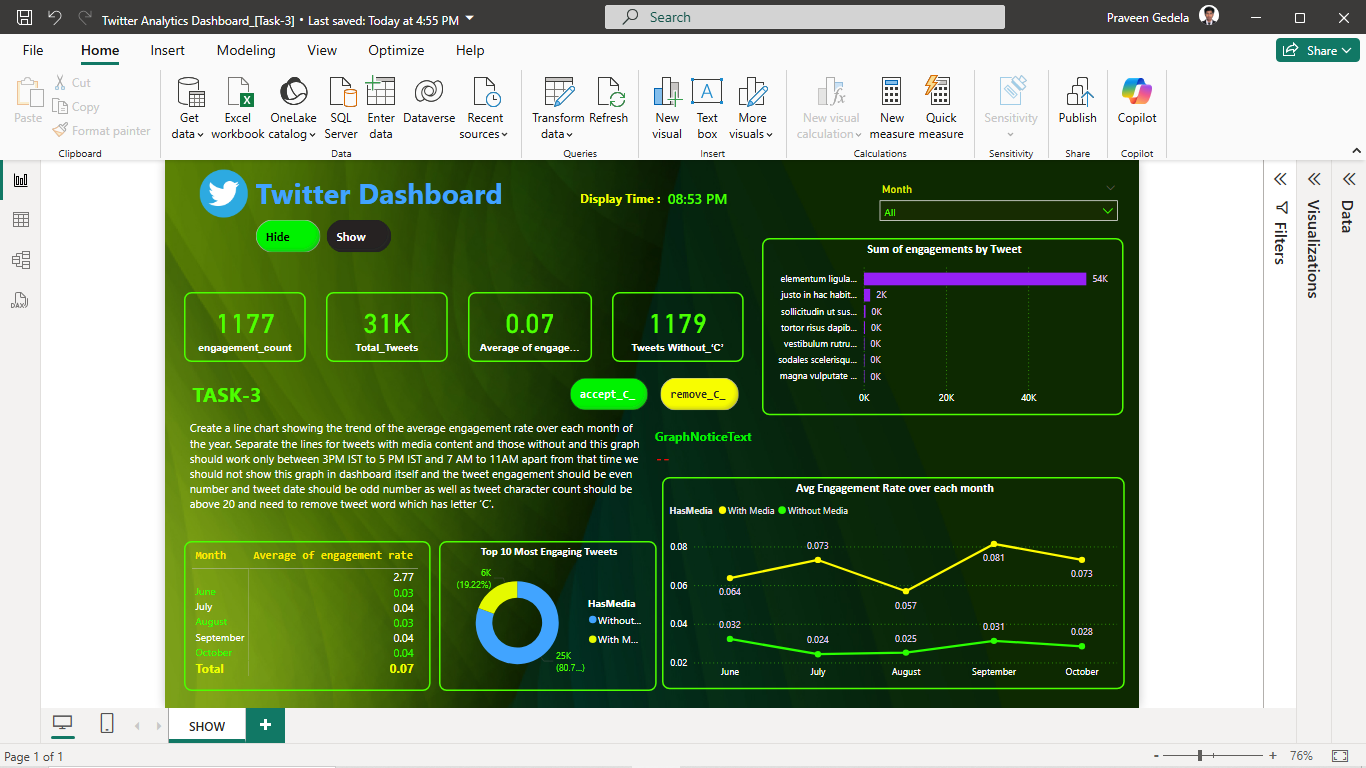 Twitter Analytics Dashboard_[Task-3] • Last saved: Today at 4:55 PM
Search
Praveen Gedela
File
Home
Insert
Modeling
View
Optimize
Help
Share
Paste
Cut
Copy
Format painter
Clipboard
Get data
Excel workbook
OneLake catalog
SQL Server
Enter data
Dataverse
Recent sources
Data
Transform data
Refresh
Queries
New visual
Text box
More visuals
Insert
New visual calculation
New measure
Quick measure
Calculations
Sensitivity
Sensitivity
Publish
Share
Copilot
Copilot
Twitter Dashboard
Display Time : 08:53 PM
Month
All
Hide
Show
1177
engagement_count
31K
Total_Tweets
0.07
Average of engage...
1179
Tweets Without_'C'
Sum of engagements by Tweet
elementum ligula... 54K
justo in hac habit... 2K
sollicitudin ut sus... 0K
tortor risus dapib... 0K
vestibulum rutru... 0K
sodales scelerisqu... 0K
magna vulputate ... 0K
0K 20K 40K
TASK-3
accept_C_
remove_C_
Create a line chart showing the trend of the average engagement rate over each month of
the year. Separate the lines for tweets with media content and those without and this graph
should work only between 3PM IST to 5 PM IST and 7 AM to 11AM apart from that time we
should not show this graph in dashboard itself and the tweet engagement should be even
number and tweet date should be odd number as well as tweet character count should be
above 20 and need to remove tweet word which has letter 'C'.
GraphNoticeText
--
Month Average of engagement rate
2.77
June 0.03
July 0.04
August 0.03
September 0.04
October 0.04
Total 0.07
Top 10 Most Engaging Tweets
6K
(19.22%)
25K
(80.7...)
HasMedia
Without...
With M...
Avg Engagement Rate over each month
HasMedia With Media Without Media
0.08
0.06
0.04
0.02
0.064
0.073
0.057
0.081
0.073
0.032
0.024
0.025
0.031
0.028
June July August September October
Filters
Visualizations
Data
DAX
SHOW
+
Page 1 of 1
- + 76%